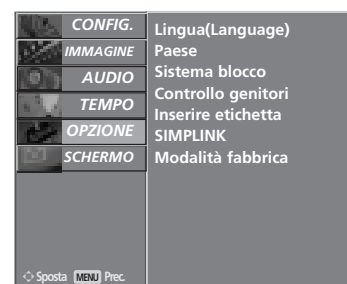 CONFIG.
IMMAGINE
AUDIO
TEMPO
OPZIONE
SCHERMO
Lingua(Language)
Paese
Sistema blocco
Controllo genitori
Inserire etichetta
SIMPLINK
Modalità fabbrica
Sposta MENU Prec.